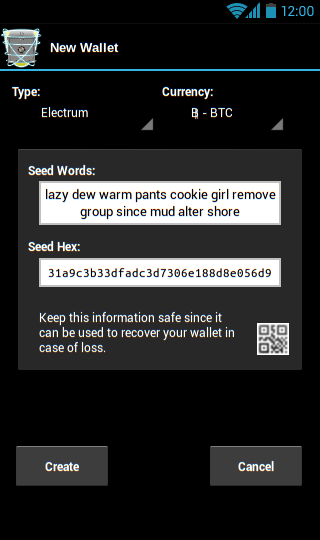 12:00
New Wallet
Type: Currency:
Electrum ₿ - BTC
Seed Words:
lazy dew warm pants cookie girl remove
group since mud alter shore
Seed Hex:
31a9c3b33dfadc3d7306e188d8e056d9
Keep this information safe since it
can be used to recover your wallet in
case of loss.
Create Cancel